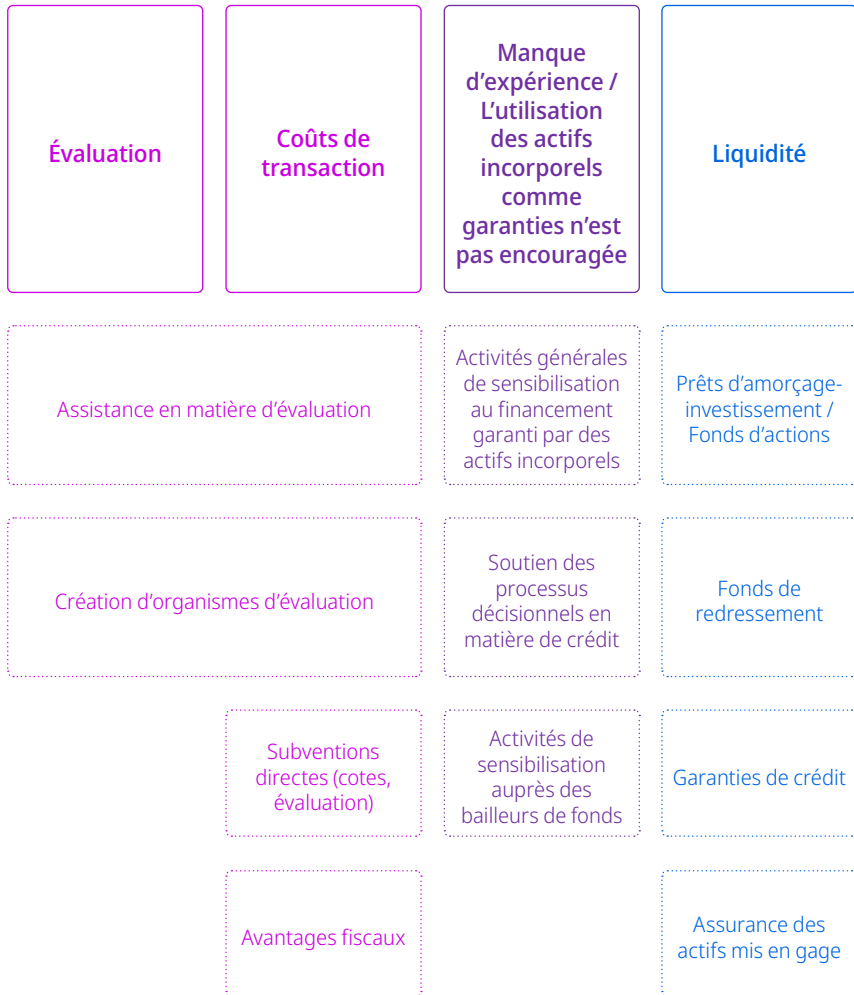 Évaluation
Coûts de
transaction
Manque
d’expérience /
L’utilisation
des actifs
incorporels
comme
garanties n’est
pas encouragée
Liquidité
Assistance en matière d’évaluation
Activités générales
de sensibilisation
au financement
garanti par des
actifs incorporels
Prêts d’amorçage-
investissement /
Fonds d’actions
Création d’organismes d’évaluation
Soutien des
processus
décisionnels en
matière de crédit
Fonds de
redressement
Subventions
directes (cotes,
évaluation)
Activités de
sensibilisation
auprès des
bailleurs de fonds
Garanties de crédit
Avantages fiscaux
Assurance des
actifs mis en gage